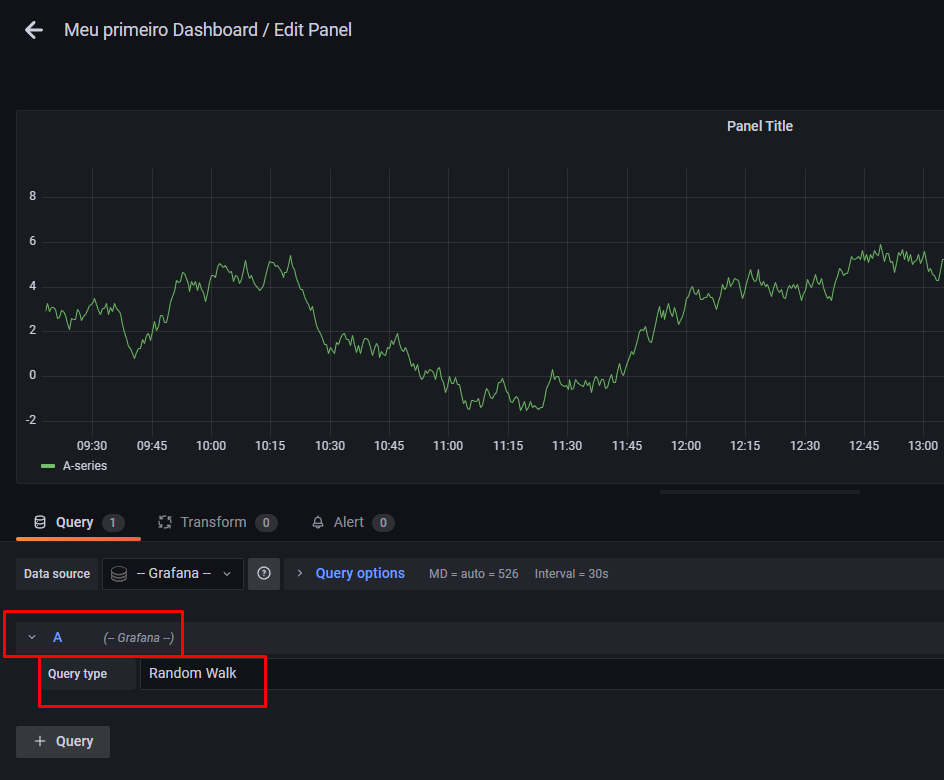 Meu primeiro Dashboard / Edit Panel
Panel Title
8
6
4
2
0
-2
09:30 09:45 10:00 10:15 10:30 10:45 11:00 11:15 11:30 11:45 12:00 12:15 12:30 12:45 13:00
A-series
Query 1 Transform 0 Alert 0
Data source -- Grafana -- Query options MD = auto = 526 Interval = 30s
A (-- Grafana --)
Query type Random Walk
+ Query